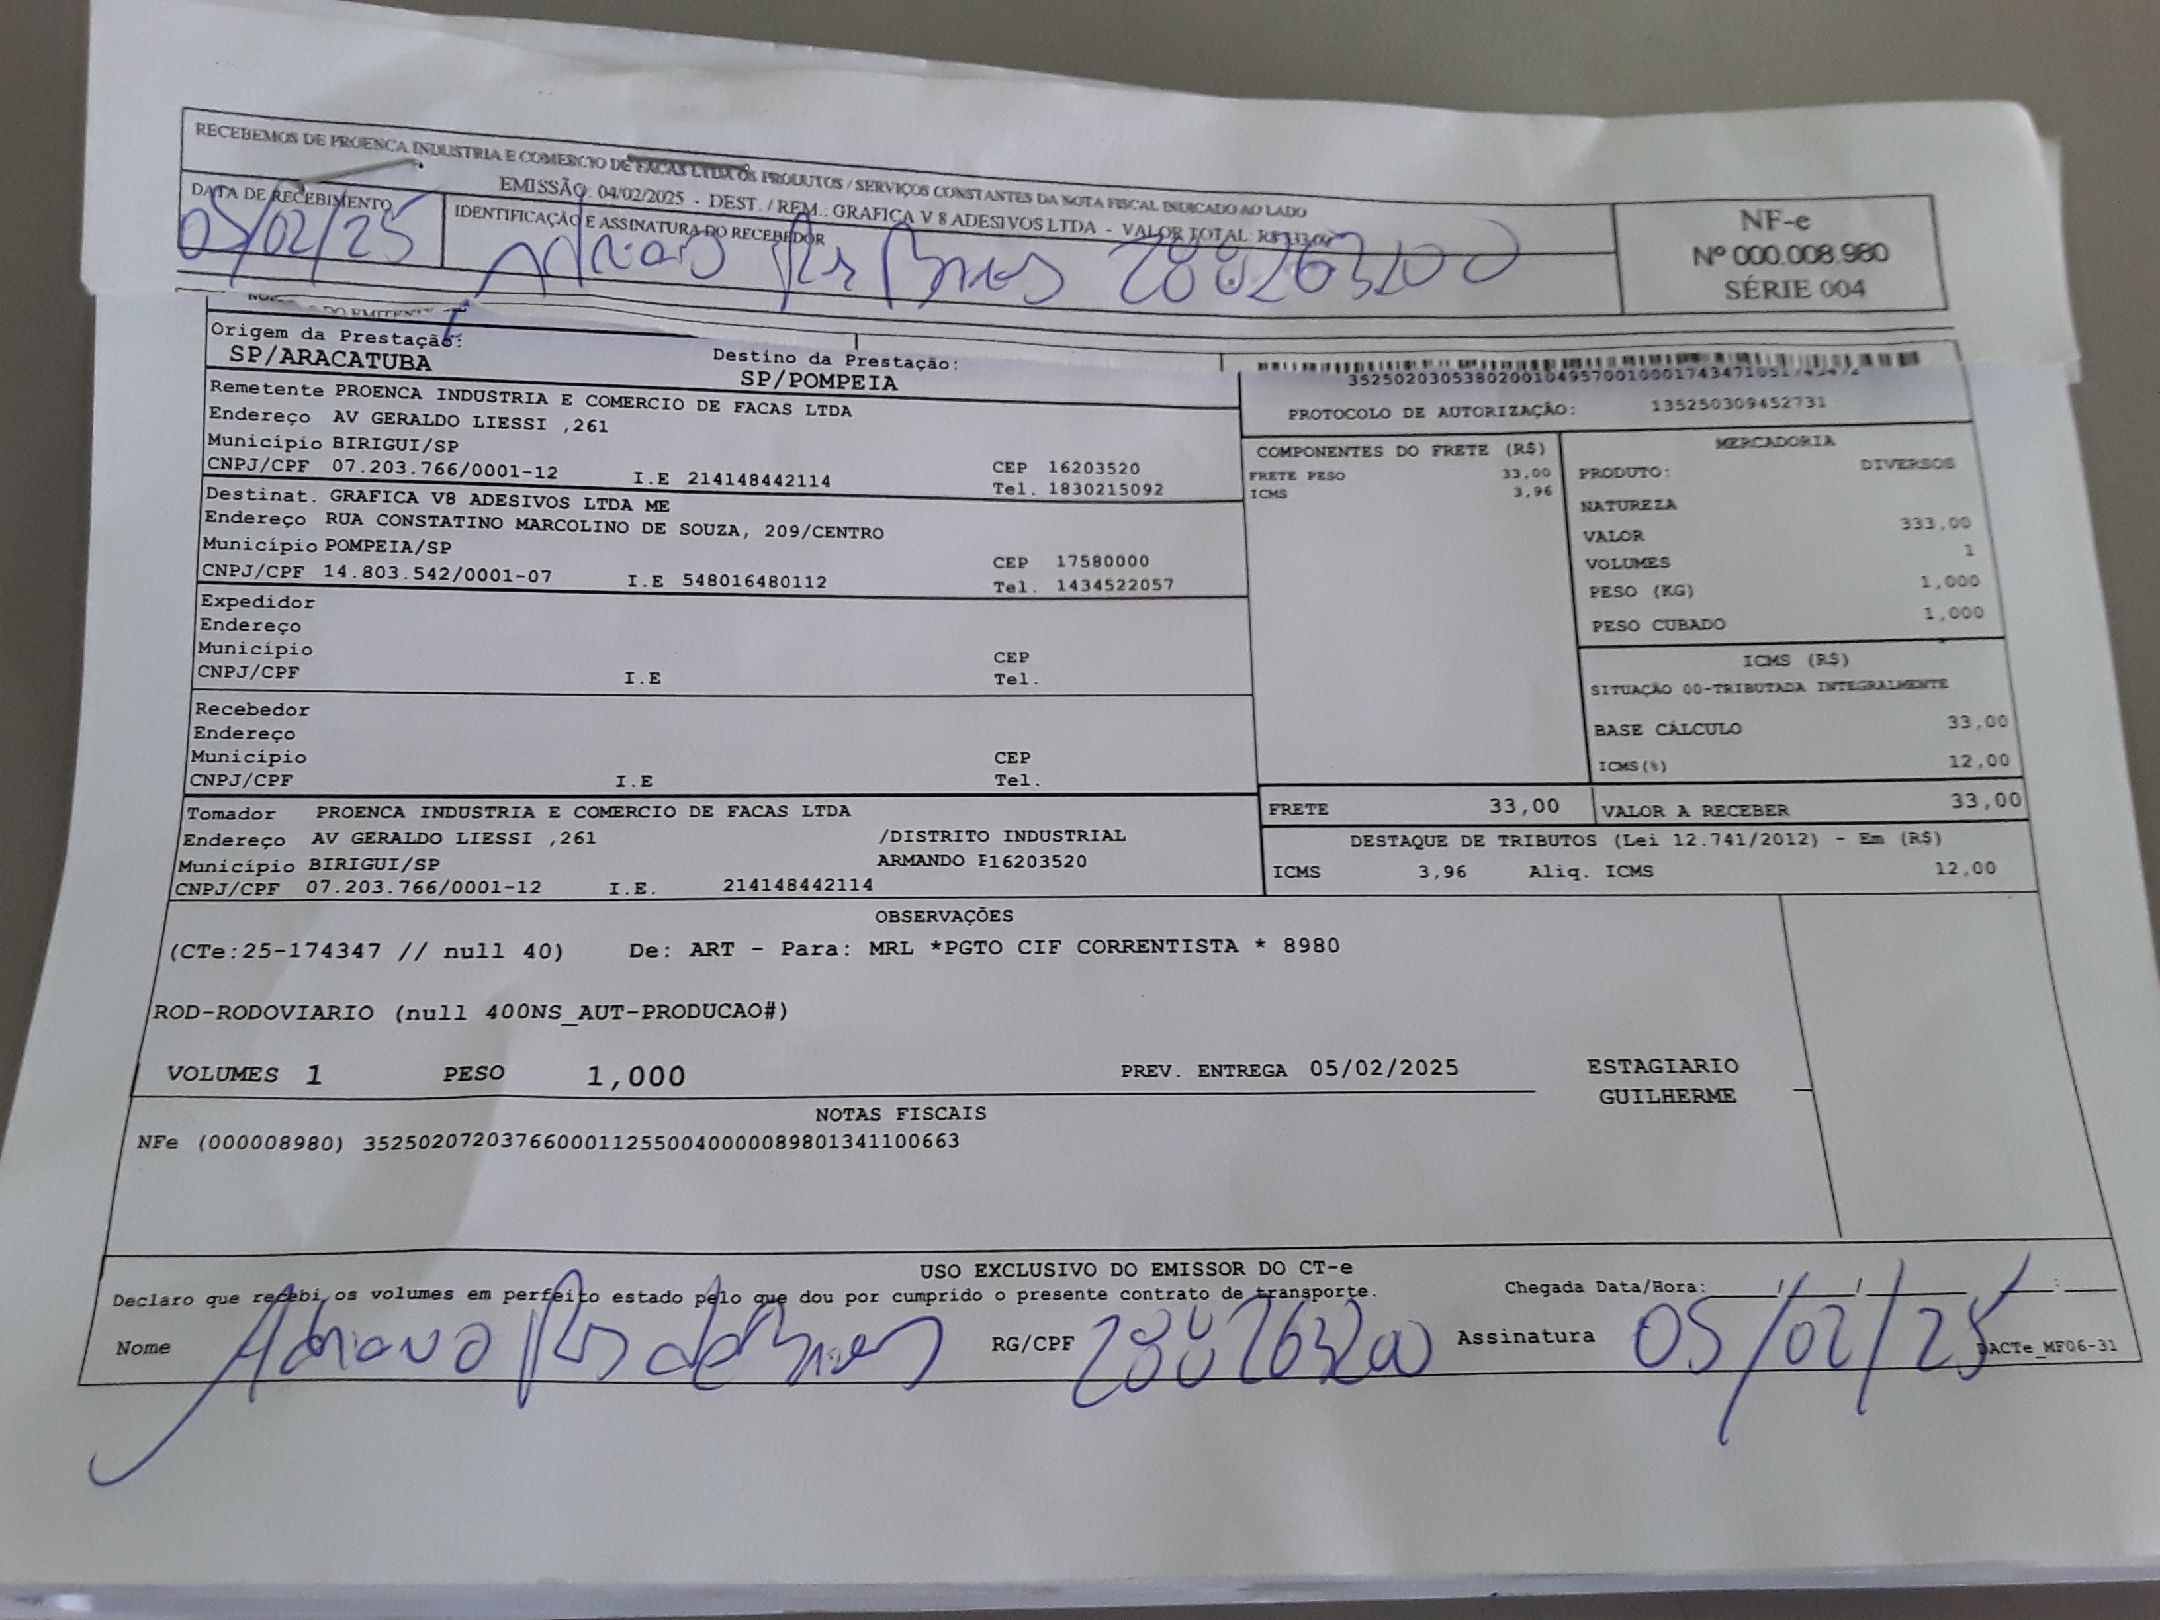 RECEBEMOS DE PROENCA INDUSTRIA E COMERCIO DE FACAS LTDA OS PRODUTOS / SERVIÇOS CONSTANTES DA NOTA FISCAL INDICADO AO LADO
EMISSÃO: 04/02/2025 - DEST. / REM.: GRAFICA V 8 ADESIVOS LTDA - VALOR TOTAL: R$ 333,00
DATA DE RECEBIMENTO
05/02/25
IDENTIFICAÇÃO E ASSINATURA DO RECEBEDOR
NF-e
Nº 000.008.980
SÉRIE 004
Origem da Prestação:
SP/ARACATUBA
Destino da Prestação:
SP/POMPEIA
Remetente PROENCA INDUSTRIA E COMERCIO DE FACAS LTDA
Endereço AV GERALDO LIESSI ,261
Município BIRIGUI/SP
CNPJ/CPF 07.203.766/0001-12 I.E 214148442114
CEP 16203520
Tel. 1830215092
Destinat. GRAFICA V8 ADESIVOS LTDA ME
Endereço RUA CONSTATINO MARCOLINO DE SOUZA, 209/CENTRO
Município POMPEIA/SP
CNPJ/CPF 14.803.542/0001-07 I.E 548016480112
CEP 17580000
Tel. 1434522057
Expedidor
Endereço
Município
CNPJ/CPF I.E
CEP
Tel.
Recebedor
Endereço
Município
CNPJ/CPF I.E
CEP
Tel.
Tomador PROENCA INDUSTRIA E COMERCIO DE FACAS LTDA
Endereço AV GERALDO LIESSI ,261 /DISTRITO INDUSTRIAL
Município BIRIGUI/SP ARMANDO F16203520
CNPJ/CPF 07.203.766/0001-12 I.E. 214148442114
PROTOCOLO DE AUTORIZAÇÃO: 135250309452731
COMPONENTES DO FRETE (R$)
FRETE PESO 33,00
ICMS 3,96
MERCADORIA
PRODUTO: DIVERSOS
NATUREZA
VALOR 333,00
VOLUMES 1
PESO (KG) 1,000
PESO CUBADO 1,000
ICMS (R$)
SITUAÇÃO 00-TRIBUTADA INTEGRALMENTE
BASE CÁLCULO 33,00
ICMS(%) 12,00
FRETE 33,00 VALOR A RECEBER 33,00
DESTAQUE DE TRIBUTOS (Lei 12.741/2012) - Em (R$)
ICMS 3,96 Aliq. ICMS 12,00
OBSERVAÇÕES
(CTe:25-174347 // null 40) De: ART - Para: MRL *PGTO CIF CORRENTISTA * 8980
ROD-RODOVIARIO (null 400NS_AUT-PRODUCAO#)
VOLUMES 1 PESO 1,000 PREV. ENTREGA 05/02/2025
ESTAGIARIO
GUILHERME
NOTAS FISCAIS
NFe (000008980) 35250207203766000112550040000089801341100663
USO EXCLUSIVO DO EMISSOR DO CT-e
Declaro que recebi os volumes em perfeito estado pelo que dou por cumprido o presente contrato de transporte.
Chegada Data/Hora: / / :
Nome RG/CPF Assinatura 05/02/25
DACTe_MF06-31